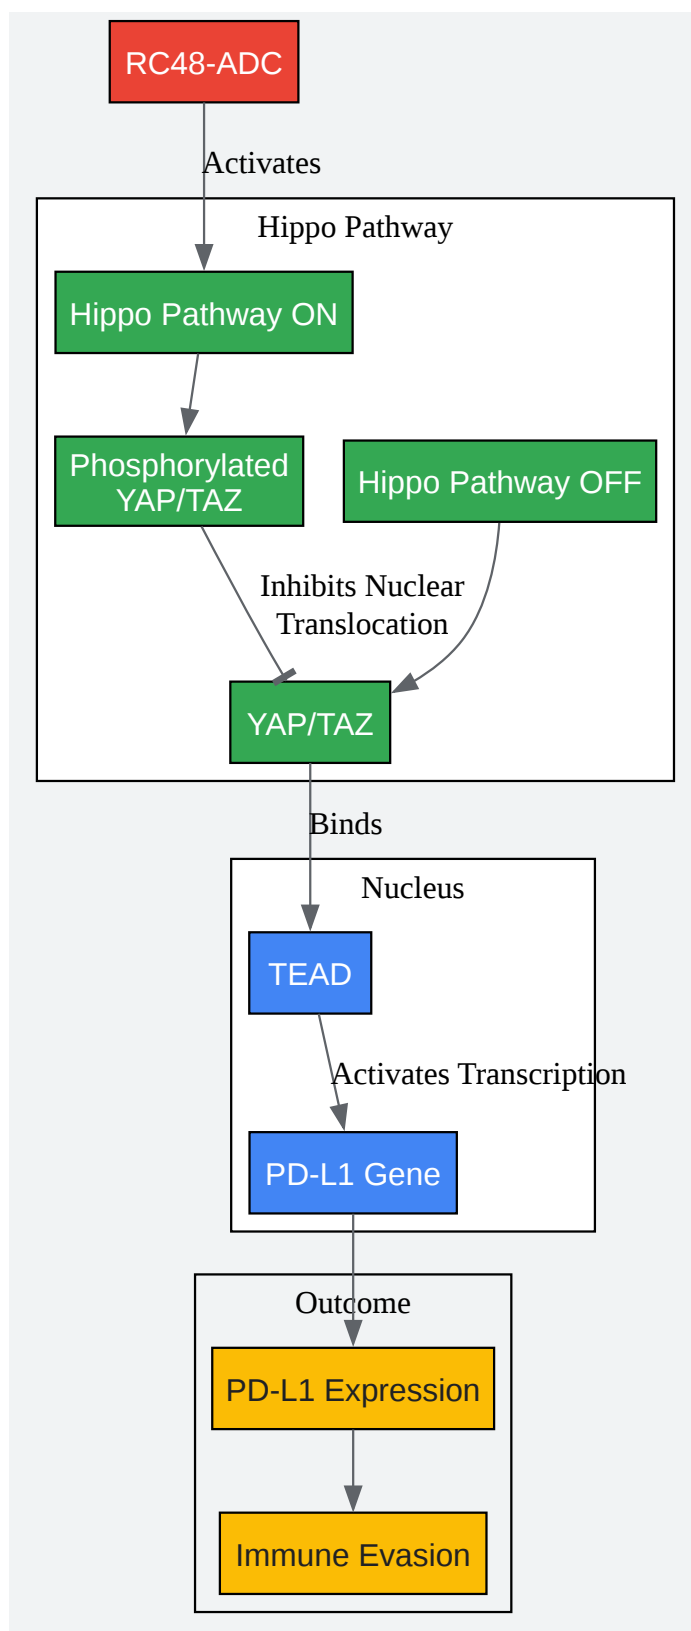 RC48-ADC
Activates
Hippo Pathway
Hippo Pathway ON
Phosphorylated
YAP/TAZ
Hippo Pathway OFF
Inhibits Nuclear
Translocation
YAP/TAZ
Binds
Nucleus
TEAD
Activates Transcription
PD-L1 Gene
Outcome
PD-L1 Expression
Immune Evasion